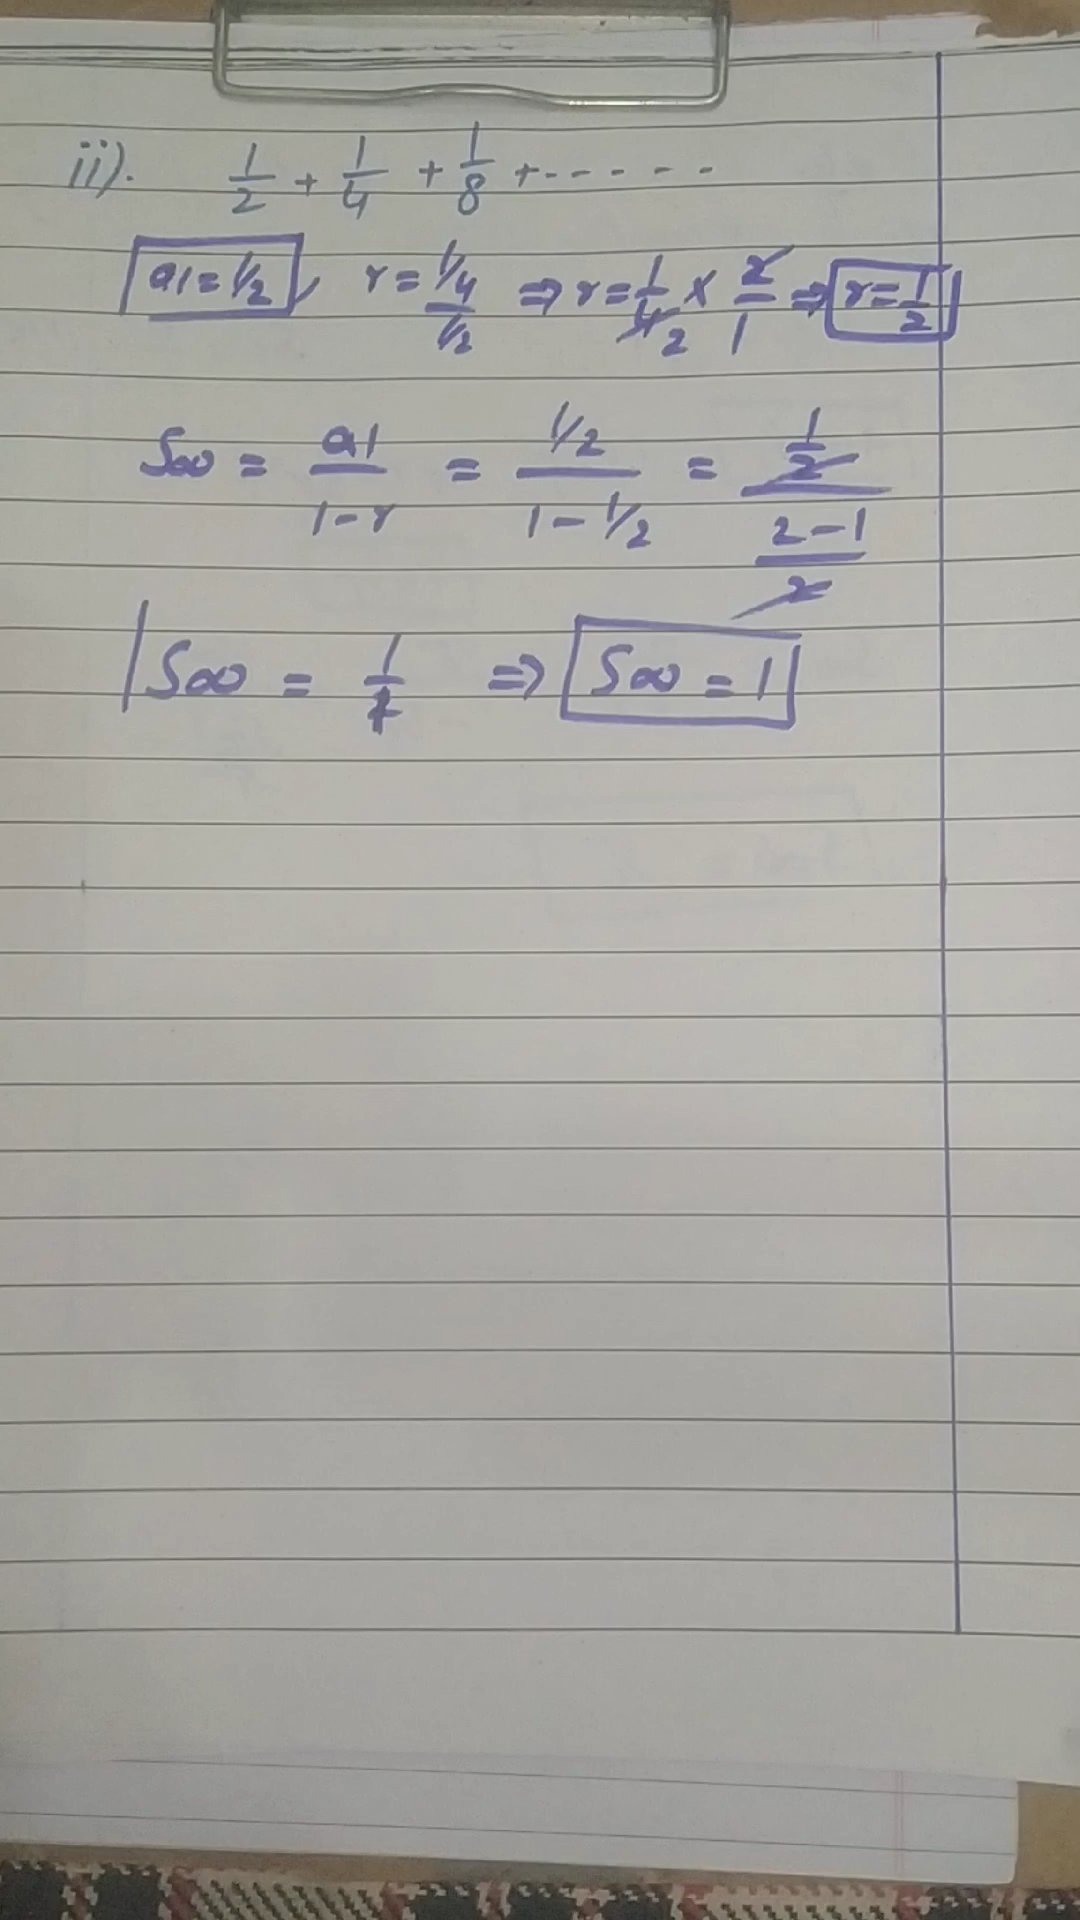 ii). 1/2 + 1/4 + 1/8 + ------
a1 = 1/2, r = 1/4 / 1/2 ⇒ r = 1/4 2 × 2/1 ⇒ r = 1/2
S∞ = a1 / 1-r = 1/2 / 1-1/2 = 1/2 / 2-1/2
S∞ = 1/1 ⇒ S∞ = 1